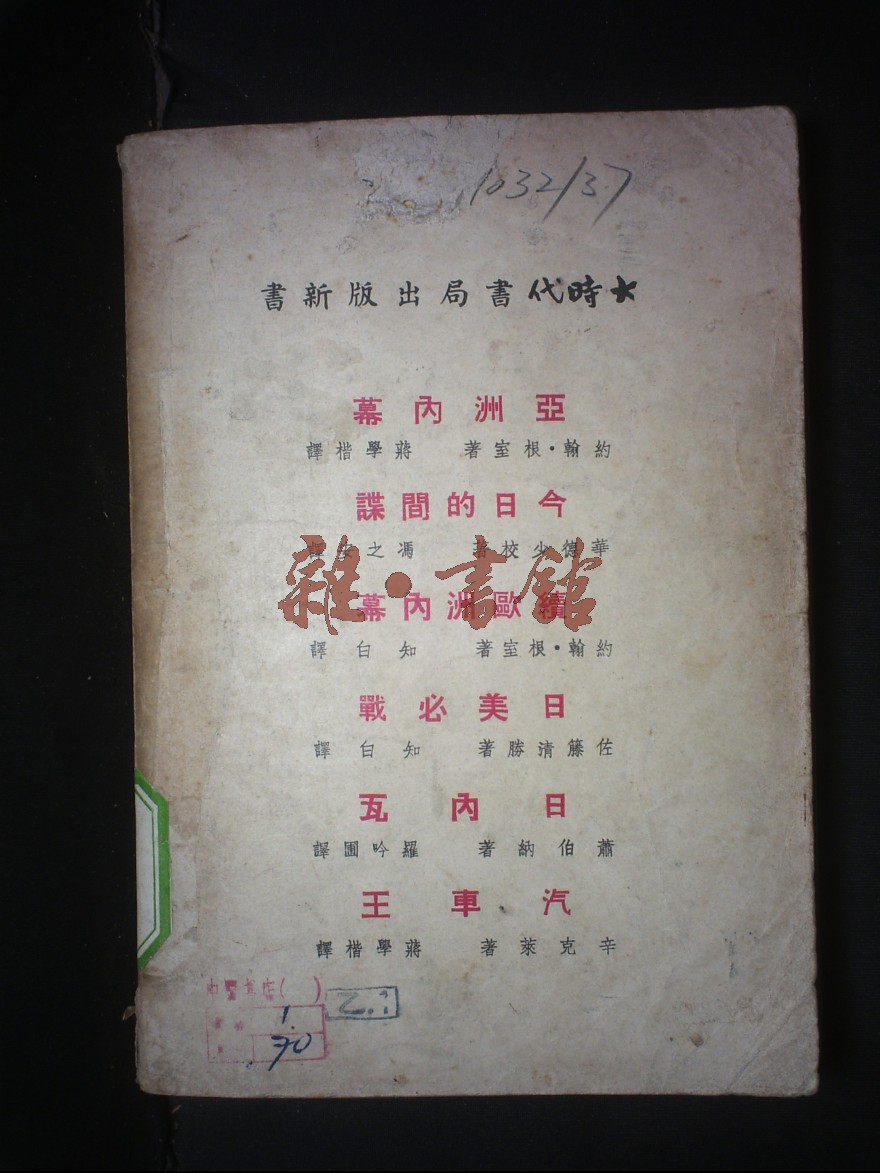 1032/37
大時代書局出版新書
亞洲內幕
約翰·根室著 蔣學楷譯
今日的間諜
華德少校著 馮之安譯
續歐洲內幕
約翰·根室著 知白譯
日美必戰
佐籐清勝著 知白譯
日內瓦
蕭伯納著 羅吟圃譯
汽車王
辛克萊著 蔣學楷譯
雜·書館
Z.1
1.
70